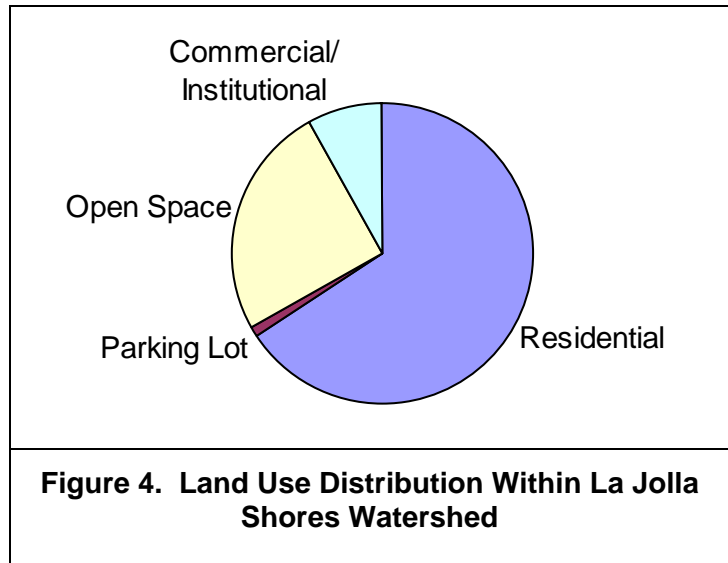 Commercial/
Institutional
Open Space
Parking Lot
Residential
Figure 4.  Land Use Distribution Within La Jolla
Shores Watershed